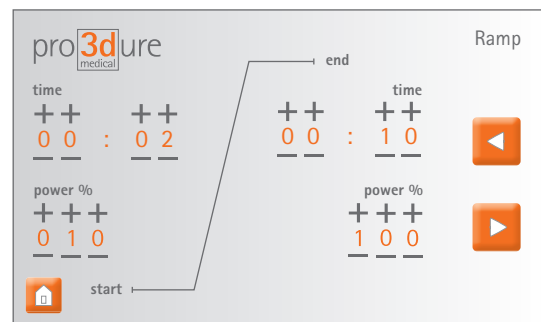 pro3dure
medical
Ramp
end
time
00 : 02
time
00 : 10
power %
010
power %
100
start